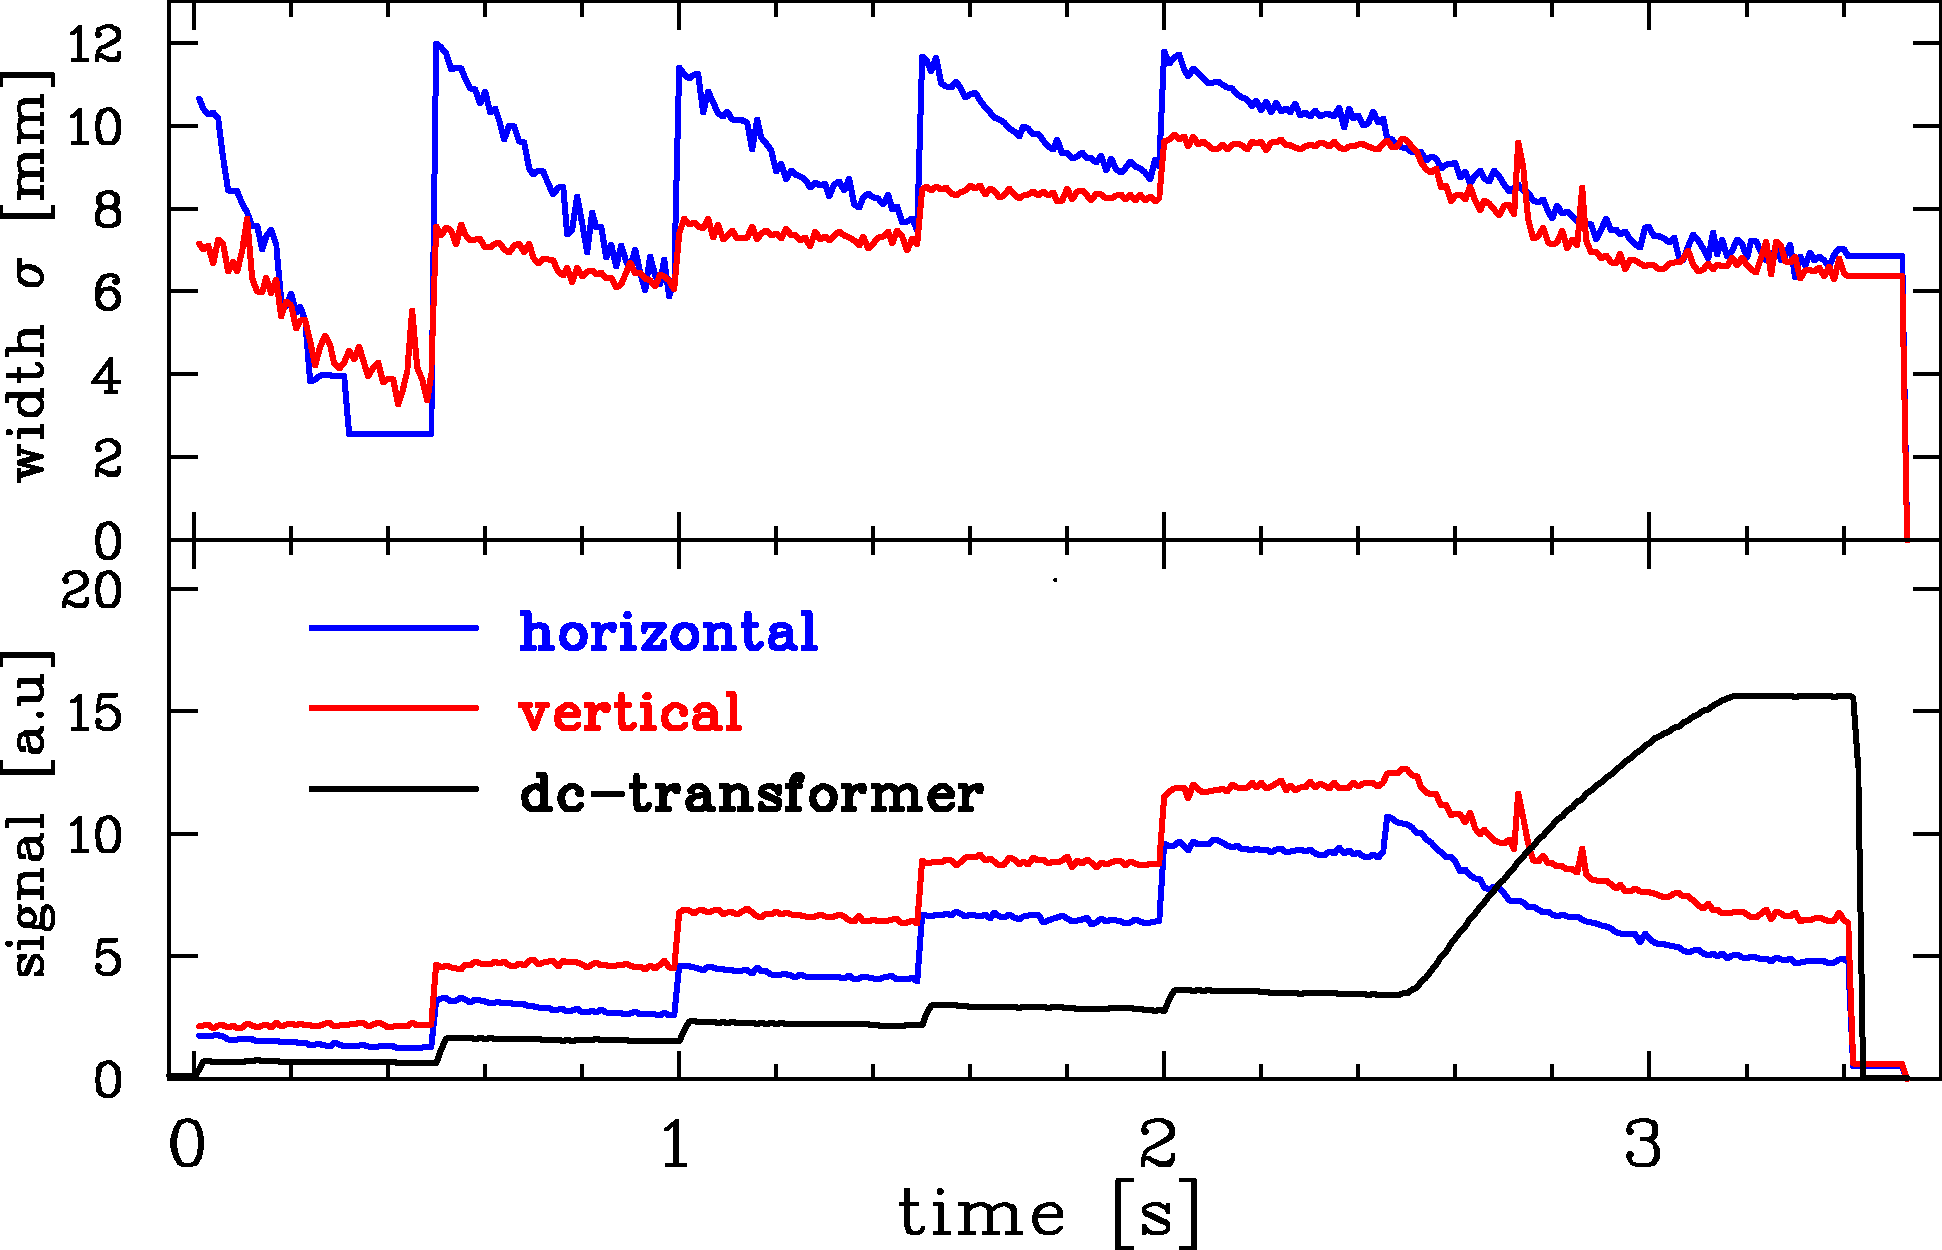 width σ [mm]
12
10
8
6
4
2
0
signal [a.u]
20
15
10
5
0
horizontal
vertical
dc-transformer
0 1 2 3
time [s]